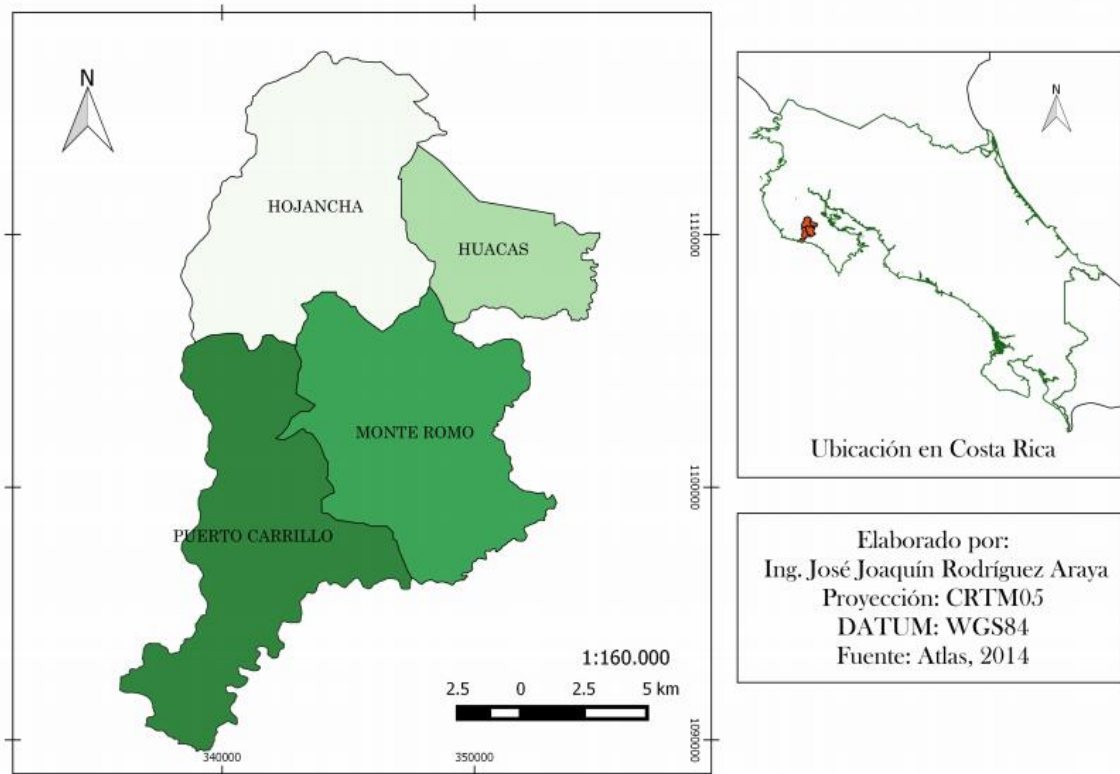 N
HOJANCHA
HUACAS
MONTE ROMO
PUERTO CARRILLO
1:160.000
2.5 0 2.5 5 km
340000
350000
1110000
1100000
1090000
N
Ubicación en Costa Rica
Elaborado por:
Ing. José Joaquín Rodríguez Araya
Proyección: CRTM05
DATUM: WGS84
Fuente: Atlas, 2014